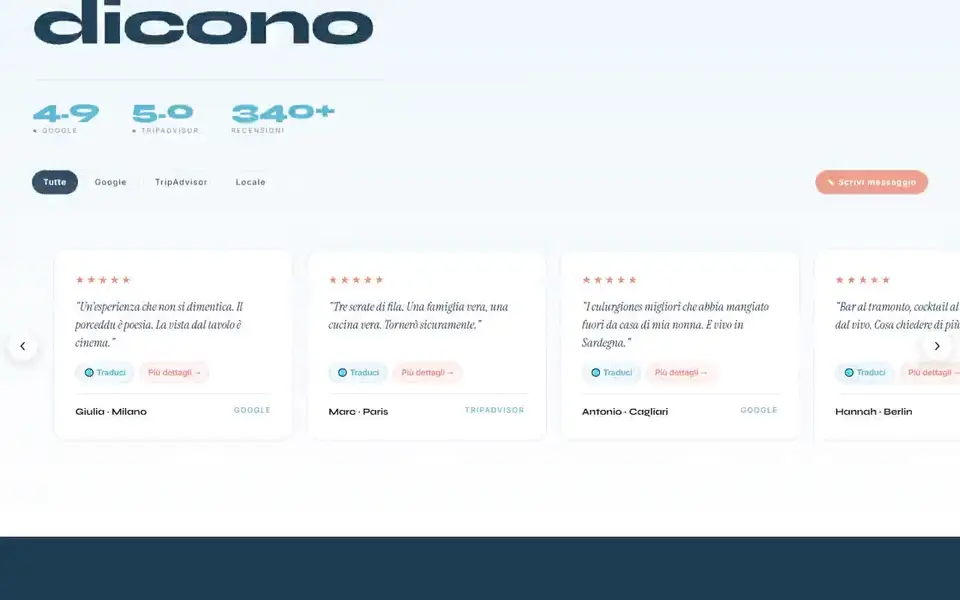 dicono
4.9
★ GOOGLE
5.0
★ TRIPADVISOR
340+
RECENSIONI
Tutte
Google
TripAdvisor
Locale
Scrivi messaggio
★★★★★
"Un'esperienza che non si dimentica. Il
porceddu è poesia. La vista dal tavolo è
cinema."
Traduci
Più dettagli →
Giulia · Milano
GOOGLE
★★★★★
"Tre serate di fila. Una famiglia vera, una
cucina vera. Tornerò sicuramente."
Traduci
Più dettagli →
Marc · Paris
TRIPADVISOR
★★★★★
"I culurgiones migliori che abbia mangiato
fuori da casa di mia nonna. E vivo in
Sardegna."
Traduci
Più dettagli →
Antonio · Cagliari
GOOGLE
★★★★★
"Bar al tramonto, cocktail al
dal vivo. Cosa chiedere di più
Traduci
Più dettagli →
Hannah · Berlin